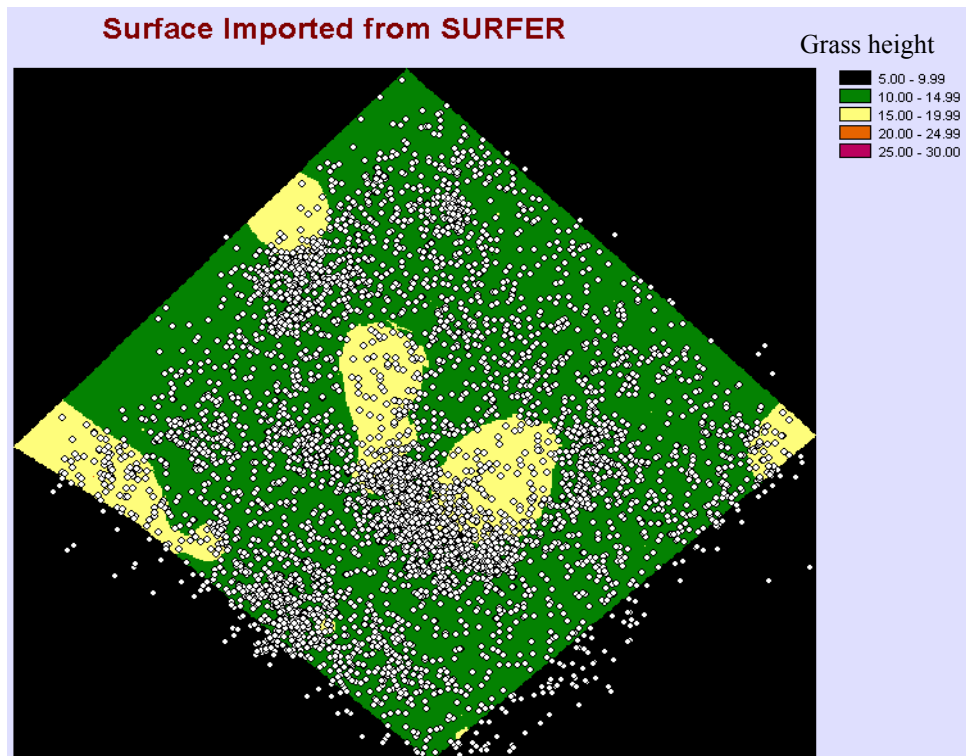 Surface Imported from SURFER
Grass height
5.00 - 9.99
10.00 - 14.99
15.00 - 19.99
20.00 - 24.99
25.00 - 30.00